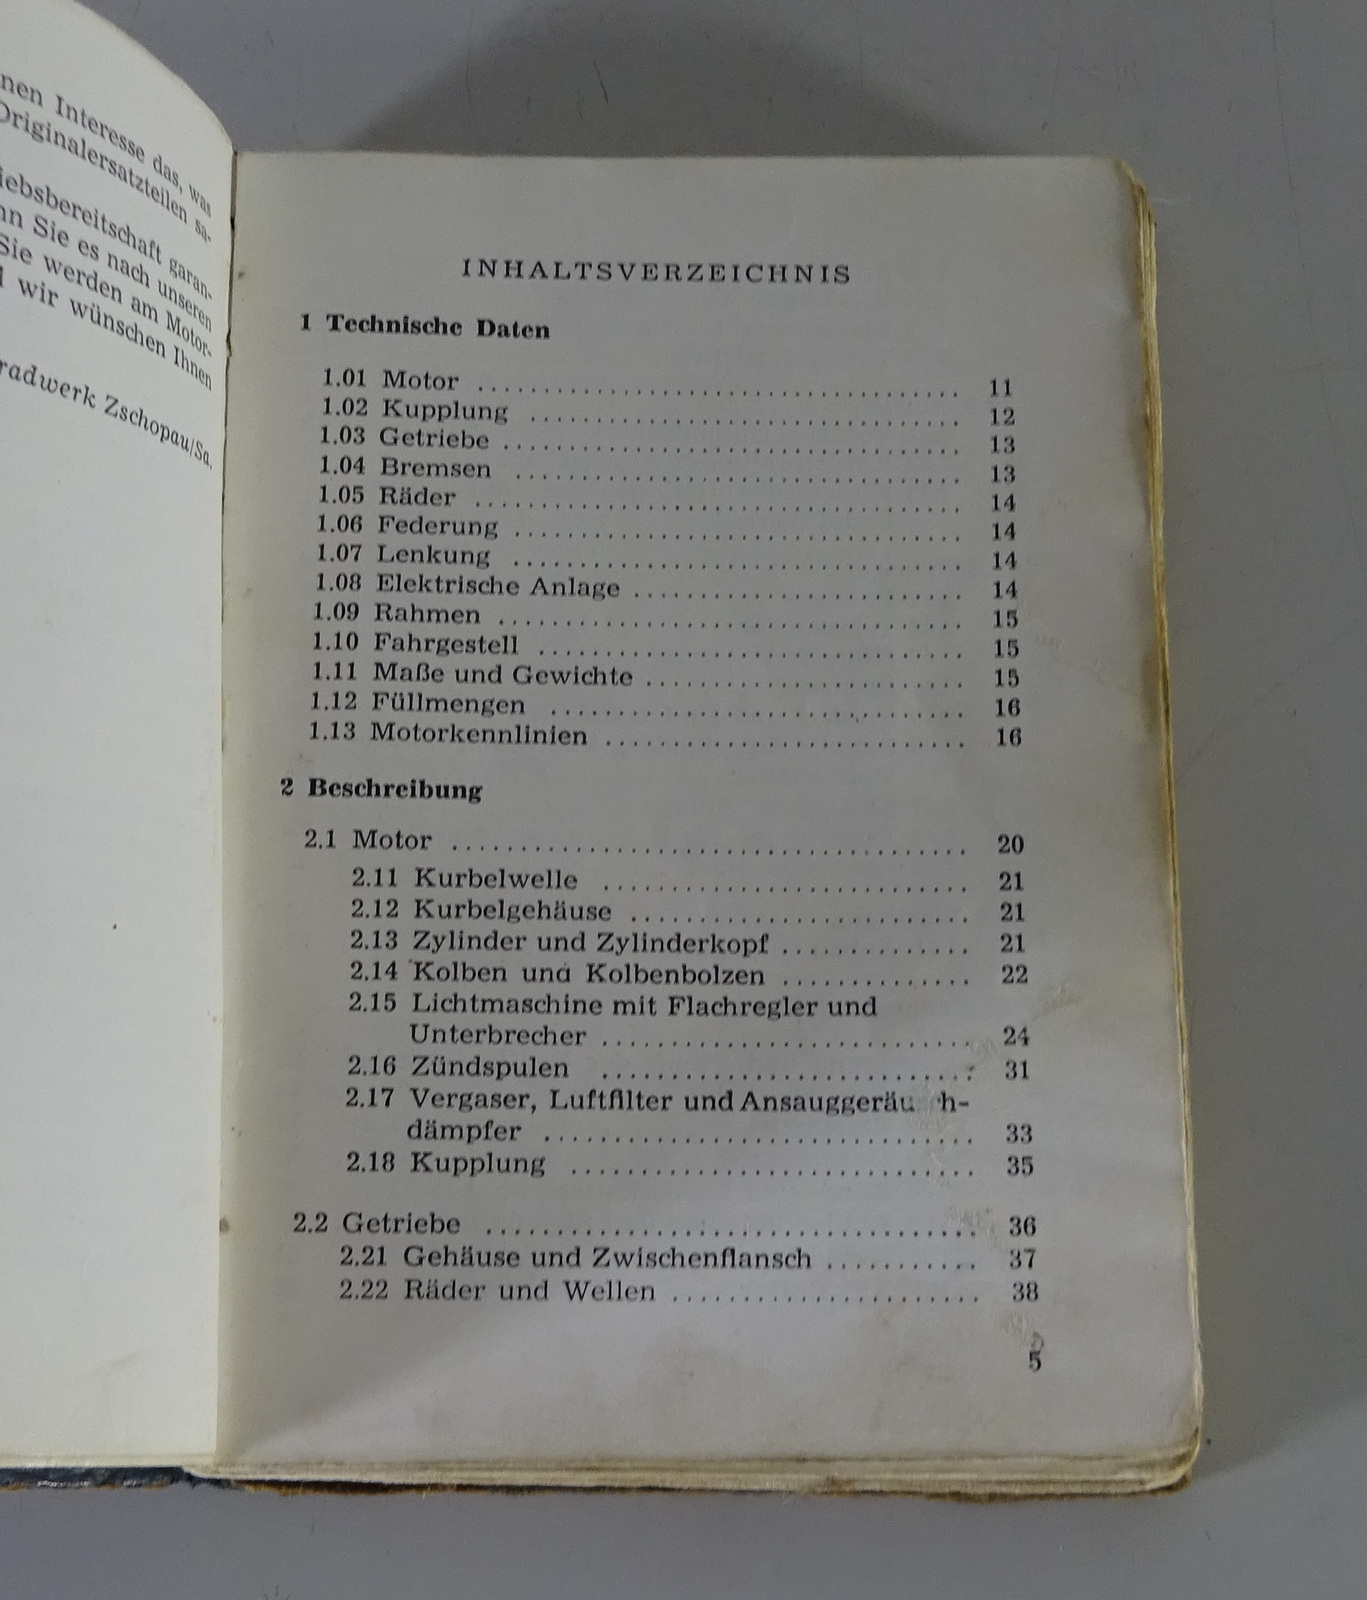 nen Interesse das, was
Originalersatzteilen sa-
iebsbereitschaft garan-
nn Sie es nach unseren
Sie werden am Motor-
wir wünschen Ihnen
radwerk Zschopau/Sa.
INHALTSVERZEICHNIS
1 Technische Daten
1.01 Motor 11
1.02 Kupplung 12
1.03 Getriebe 13
1.04 Bremsen 13
1.05 Räder 14
1.06 Federung 14
1.07 Lenkung 14
1.08 Elektrische Anlage 14
1.09 Rahmen 15
1.10 Fahrgestell 15
1.11 Maße und Gewichte 15
1.12 Füllmengen 16
1.13 Motorkennlinien 16
2 Beschreibung
2.1 Motor 20
2.11 Kurbelwelle 21
2.12 Kurbelgehäuse 21
2.13 Zylinder und Zylinderkopf 21
2.14 Kolben und Kolbenbolzen 22
2.15 Lichtmaschine mit Flachregler und
Unterbrecher 24
2.16 Zündspulen 31
2.17 Vergaser, Luftfilter und Ansauggeräusch-
dämpfer 33
2.18 Kupplung 35
2.2 Getriebe 36
2.21 Gehäuse und Zwischenflansch 37
2.22 Räder und Wellen 38
5